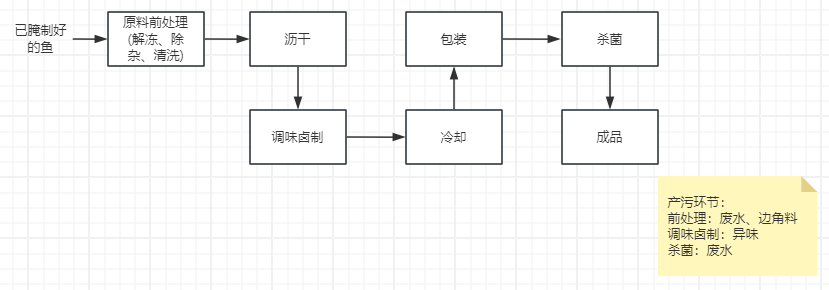 已腌制好
的鱼
原料前处理
(解冻、除
杂、清洗)
沥干
包装
杀菌
调味卤制
冷却
成品
产污环节：
前处理：废水、边角料
调味卤制：异味
杀菌：废水